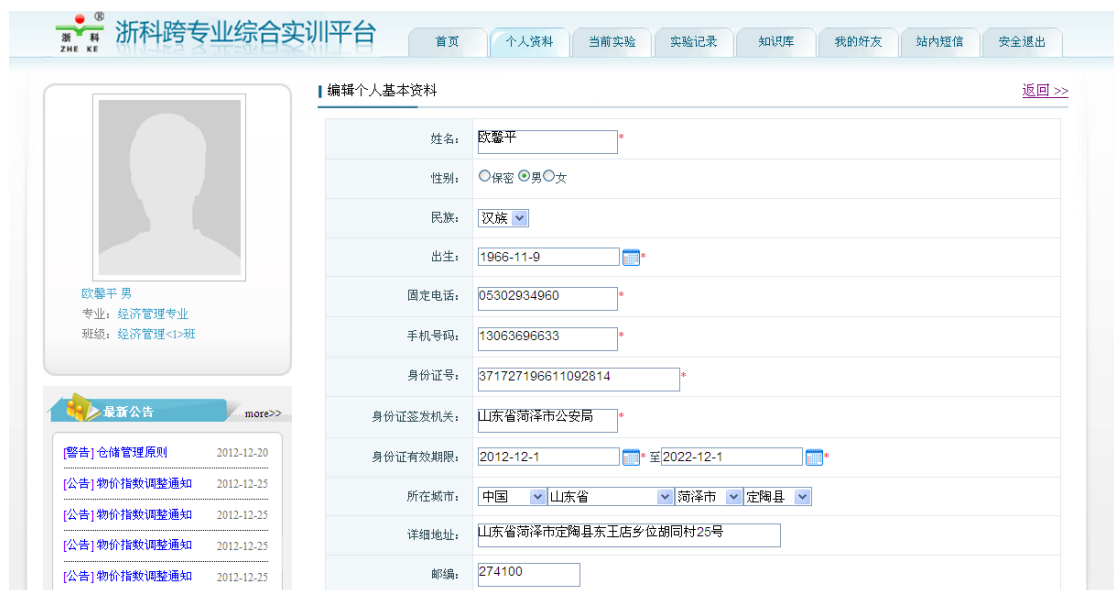 浙科 ®
ZHE KE
浙科跨专业综合实训平台
首页 个人资料 当前实验 实验记录 知识库 我的好友 站内短信 安全退出
编辑个人基本资料 返回 >>
姓名： 欧馨平 *
性别： 保密 男 女
民族： 汉族
出生： 1966-11-9 *
固定电话： 05302934960 *
手机号码： 13063696633 *
身份证号： 371727196611092814 *
身份证签发机关： 山东省菏泽市公安局 *
身份证有效期限： 2012-12-1 * 至 2022-12-1 *
所在城市： 中国 山东省 菏泽市 定陶县
详细地址： 山东省菏泽市定陶县东王店乡位胡同村25号
邮编： 274100
欧馨平 男
专业：经济管理专业
班级：经济管理<1>班
最新公告 more>>
[警告] 仓储管理原则 2012-12-20
[公告] 物价指数调整通知 2012-12-25
[公告] 物价指数调整通知 2012-12-25
[公告] 物价指数调整通知 2012-12-25
[公告] 物价指数调整通知 2012-12-25